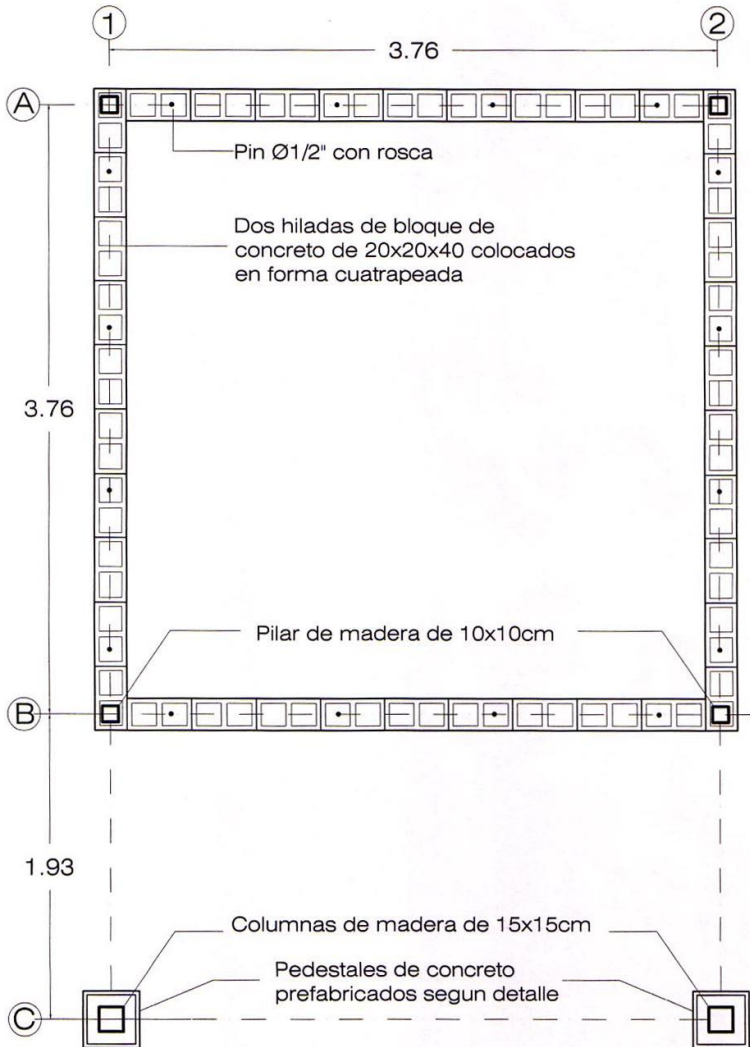 1
2
3.76
A
Pin Ø1/2" con rosca
Dos hiladas de bloque de
concreto de 20x20x40 colocados
en forma cuatrapeada
3.76
Pilar de madera de 10x10cm
B
1.93
Columnas de madera de 15x15cm
Pedestales de concreto
prefabricados segun detalle
C